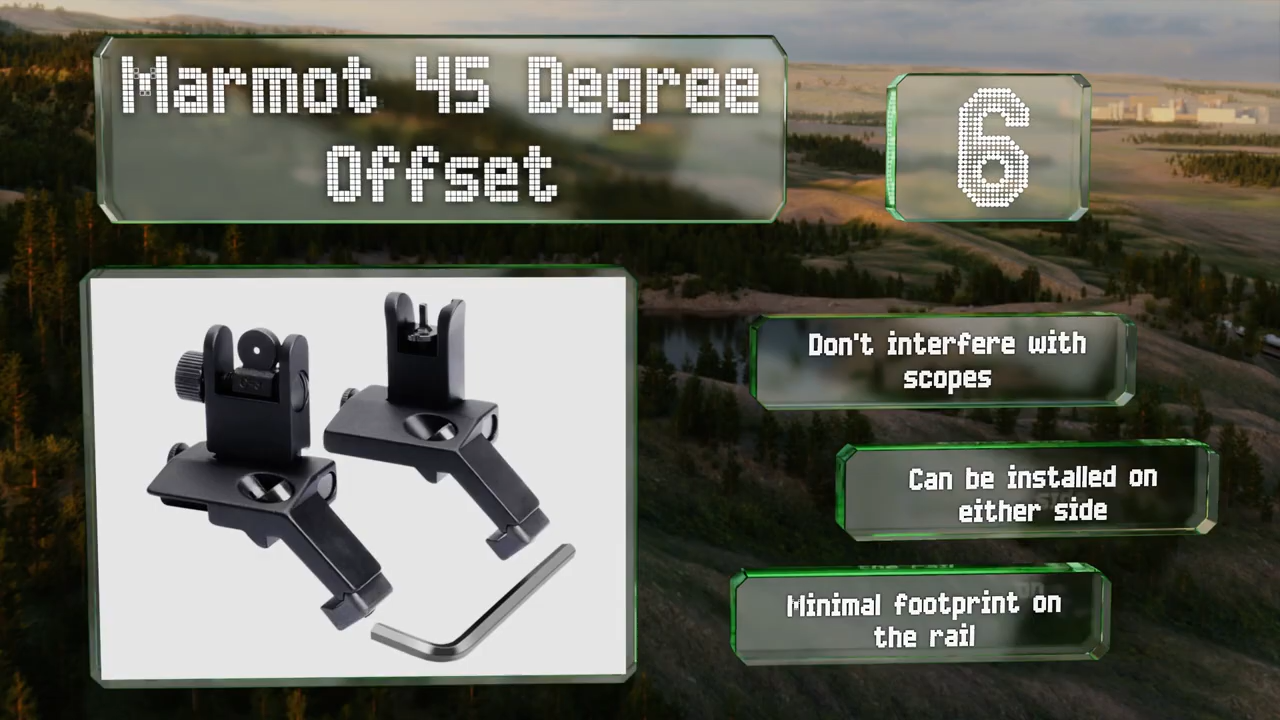 Marmot 45 Degree
Offset
6
Don't interfere with
scopes
Can be installed on
either side
Minimal footprint on
the rail